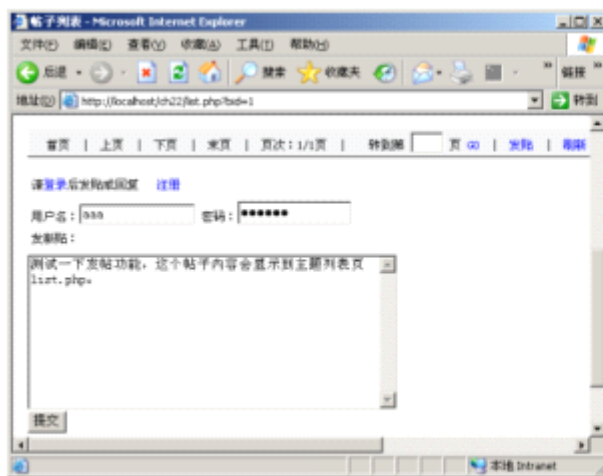 帖子列表 - Microsoft Internet Explorer
文件(F) 编辑(E) 查看(V) 收藏(A) 工具(T) 帮助(H)
后退 搜索 收藏夹 链接 »
地址(D) http://localhost/ch22/list.php?bid=1 转到
首页 | 上页 | 下页 | 末页 | 页次：1/1页 | 转到第 页 GO | 发贴 | 刷新
请登录后发贴或回复 注册
用户名：aaa 密码：●●●●●●
发新贴：
测试一下发帖功能，这个帖子内容会显示到主题列表页
list.php。
提交
本地 Intranet